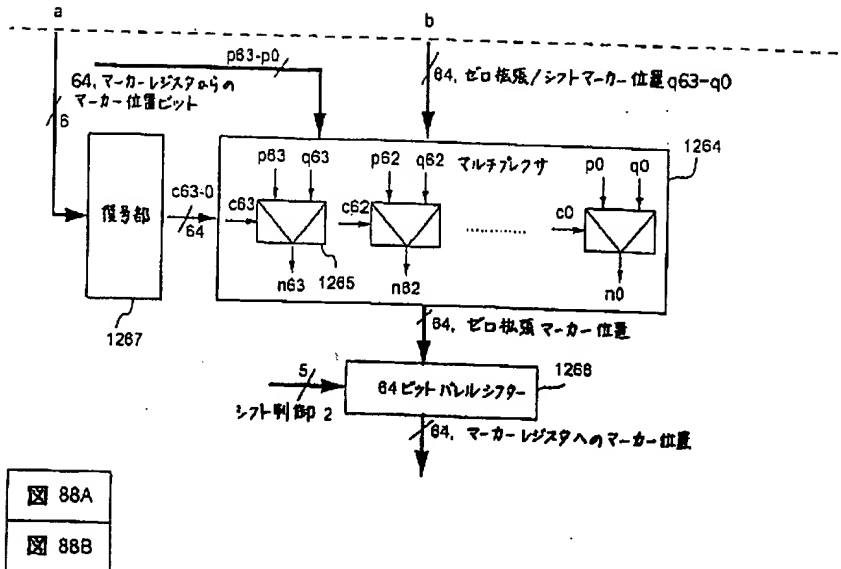 a
b
p63-p0
64, マーカーレジスタからの
マーカー位置ビット
6
64, ゼロ拡張/シフトマーカー位置 q63-q0
1264
復号部
c63-0
64
マルチプレクサ
p63 q63
p62 q62
p0 q0
c63
c62
............
c0
n63
1265
n62
n0
1267
64, ゼロ拡張マーカー位置
5
シフト制御 2
64ビットバレルシフター
1266
64, マーカーレジスタへのマーカー位置
図 88A
図 88B